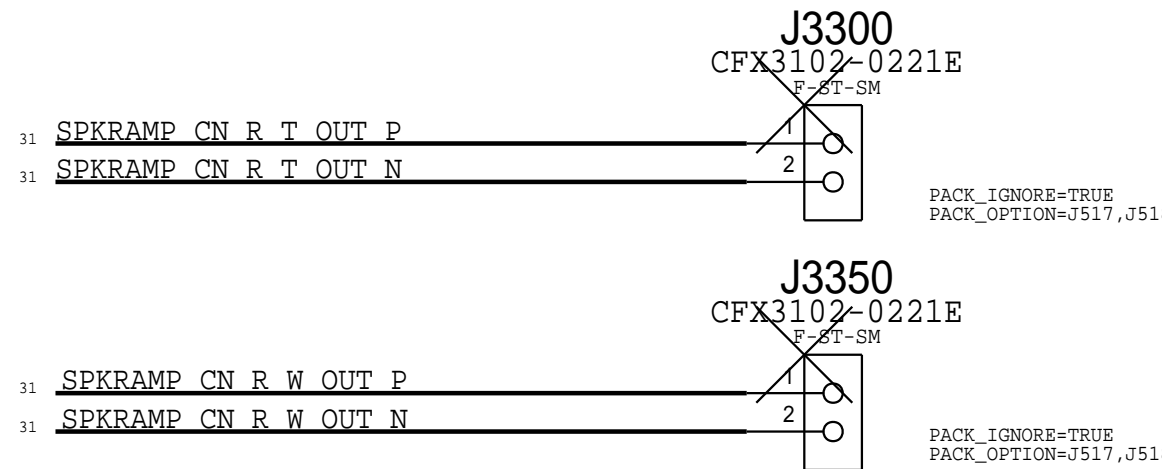 J3300
CFX3102-0221E
F-ST-SM
31 SPKRAMP CN R T OUT P 1
31 SPKRAMP CN R T OUT N 2
PACK_IGNORE=TRUE
PACK_OPTION=J517,J51
J3350
CFX3102-0221E
F-ST-SM
31 SPKRAMP CN R W OUT P 1
31 SPKRAMP CN R W OUT N 2
PACK_IGNORE=TRUE
PACK_OPTION=J517,J51